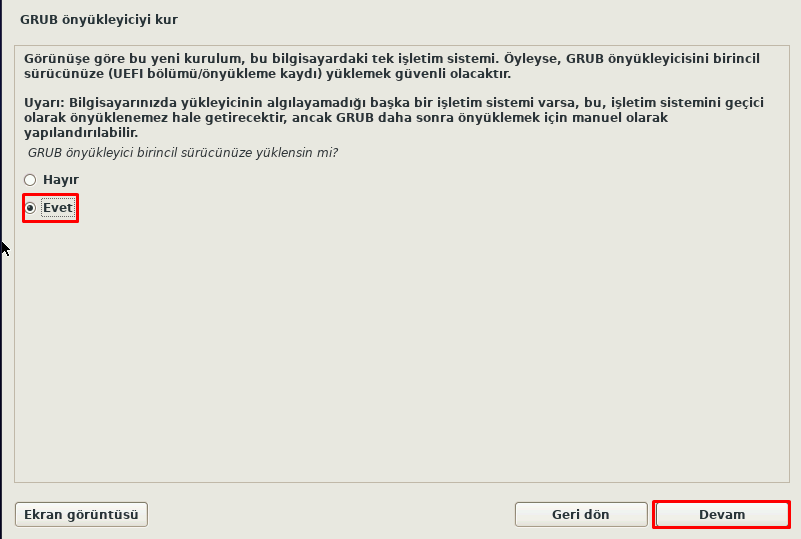 GRUB önyükleyiciyi kur
Görünüşe göre bu yeni kurulum, bu bilgisayardaki tek işletim sistemi. Öyleyse, GRUB önyükleyicisini birincil
sürücünüze (UEFI bölümü/önyükleme kaydı) yüklemek güvenli olacaktır.
Uyarı: Bilgisayarınızda yükleyicinin algılayamadığı başka bir işletim sistemi varsa, bu, işletim sistemini geçici
olarak önyüklenemez hale getirecektir, ancak GRUB daha sonra önyüklemek için manuel olarak
yapılandırılabilir.
GRUB önyükleyici birincil sürücünüze yüklensin mi?
Hayır
Evet
Ekran görüntüsü
Geri dön
Devam